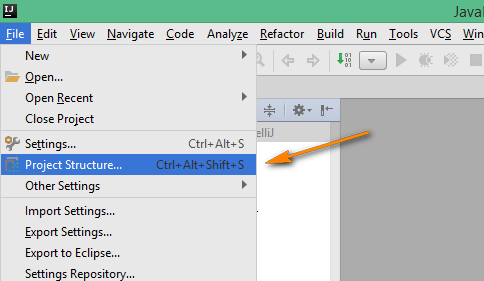 IJ
Java
File Edit View Navigate Code Analyze Refactor Build Run Tools VCS Win
New
Open...
Open Recent
Close Project
Settings... Ctrl+Alt+S
elliJ
Project Structure... Ctrl+Alt+Shift+S
Other Settings
Import Settings...
Export Settings...
Export to Eclipse...
Settings Repository...